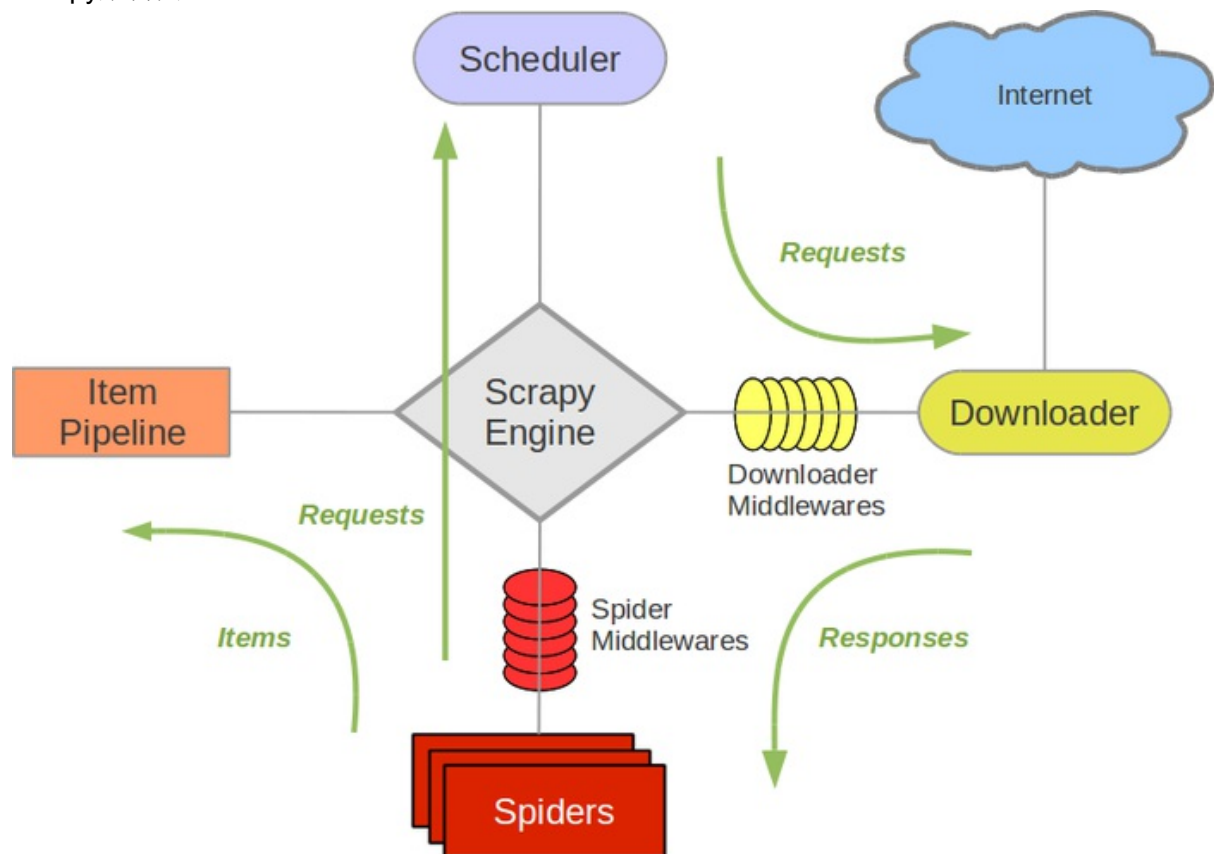 Scheduler
Internet
Requests
Item
Pipeline
Scrapy
Engine
Downloader
Downloader
Middlewares
Requests
Items
Spider
Middlewares
Responses
Spiders